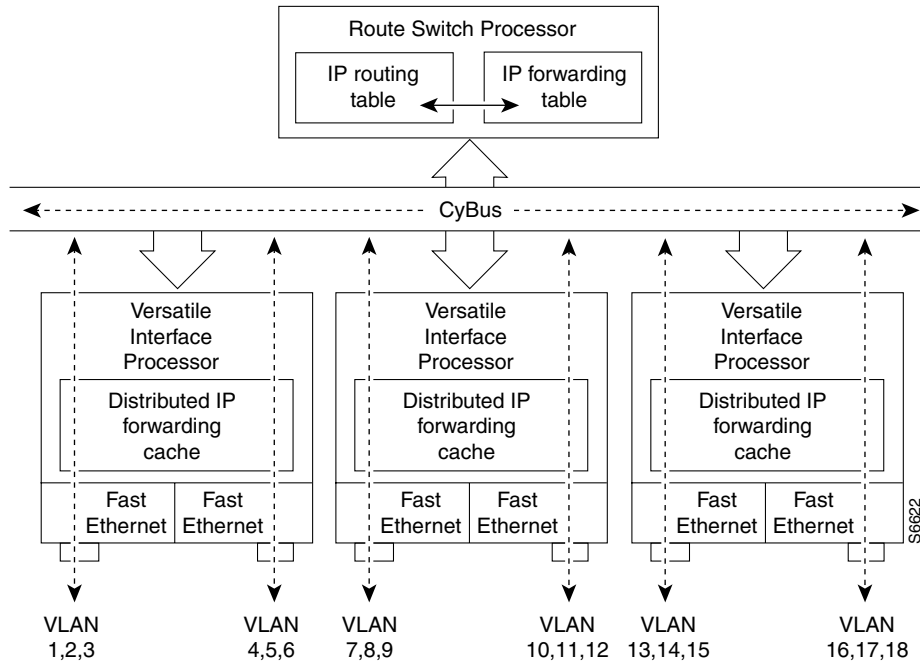 Route Switch Processor
IP routing
table
IP forwarding
table
CyBus
Versatile
Interface
Processor
Distributed IP
forwarding
cache
Fast
Ethernet
Fast
Ethernet
Versatile
Interface
Processor
Distributed IP
forwarding
cache
Fast
Ethernet
Fast
Ethernet
Versatile
Interface
Processor
Distributed IP
forwarding
cache
Fast
Ethernet
Fast
Ethernet
S6622
VLAN
1,2,3
VLAN
4,5,6
VLAN
7,8,9
VLAN
10,11,12
VLAN
13,14,15
VLAN
16,17,18